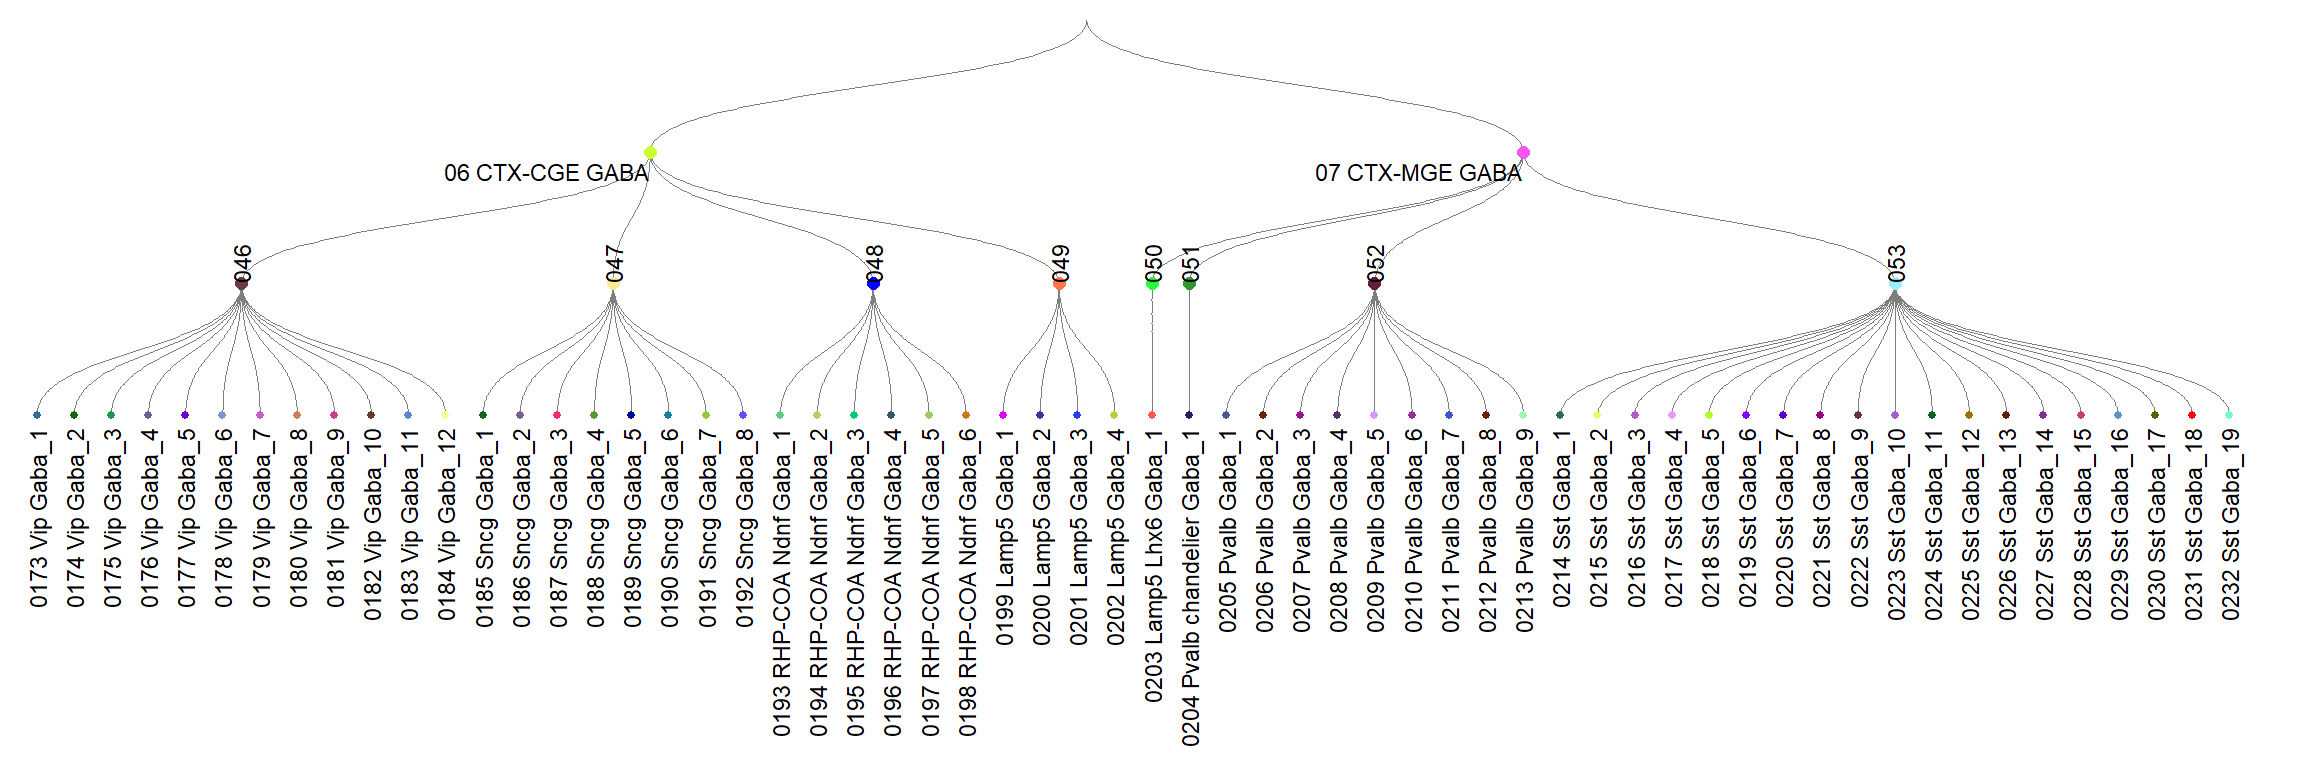 06 CTX-CGE GABA
07 CTX-MGE GABA
046
047
048
049
050
051
052
053
0173 Vip Gaba_1
0174 Vip Gaba_2
0175 Vip Gaba_3
0176 Vip Gaba_4
0177 Vip Gaba_5
0178 Vip Gaba_6
0179 Vip Gaba_7
0180 Vip Gaba_8
0181 Vip Gaba_9
0182 Vip Gaba_10
0183 Vip Gaba_11
0184 Vip Gaba_12
0185 Sncg Gaba_1
0186 Sncg Gaba_2
0187 Sncg Gaba_3
0188 Sncg Gaba_4
0189 Sncg Gaba_5
0190 Sncg Gaba_6
0191 Sncg Gaba_7
0192 Sncg Gaba_8
0193 RHP-COA Ndnf Gaba_1
0194 RHP-COA Ndnf Gaba_2
0195 RHP-COA Ndnf Gaba_3
0196 RHP-COA Ndnf Gaba_4
0197 RHP-COA Ndnf Gaba_5
0198 RHP-COA Ndnf Gaba_6
0199 Lamp5 Gaba_1
0200 Lamp5 Gaba_2
0201 Lamp5 Gaba_3
0202 Lamp5 Gaba_4
0203 Lamp5 Lhx6 Gaba_1
0204 Pvalb chandelier Gaba_1
0205 Pvalb Gaba_1
0206 Pvalb Gaba_2
0207 Pvalb Gaba_3
0208 Pvalb Gaba_4
0209 Pvalb Gaba_5
0210 Pvalb Gaba_6
0211 Pvalb Gaba_7
0212 Pvalb Gaba_8
0213 Pvalb Gaba_9
0214 Sst Gaba_1
0215 Sst Gaba_2
0216 Sst Gaba_3
0217 Sst Gaba_4
0218 Sst Gaba_5
0219 Sst Gaba_6
0220 Sst Gaba_7
0221 Sst Gaba_8
0222 Sst Gaba_9
0223 Sst Gaba_10
0224 Sst Gaba_11
0225 Sst Gaba_12
0226 Sst Gaba_13
0227 Sst Gaba_14
0228 Sst Gaba_15
0229 Sst Gaba_16
0230 Sst Gaba_17
0231 Sst Gaba_18
0232 Sst Gaba_19